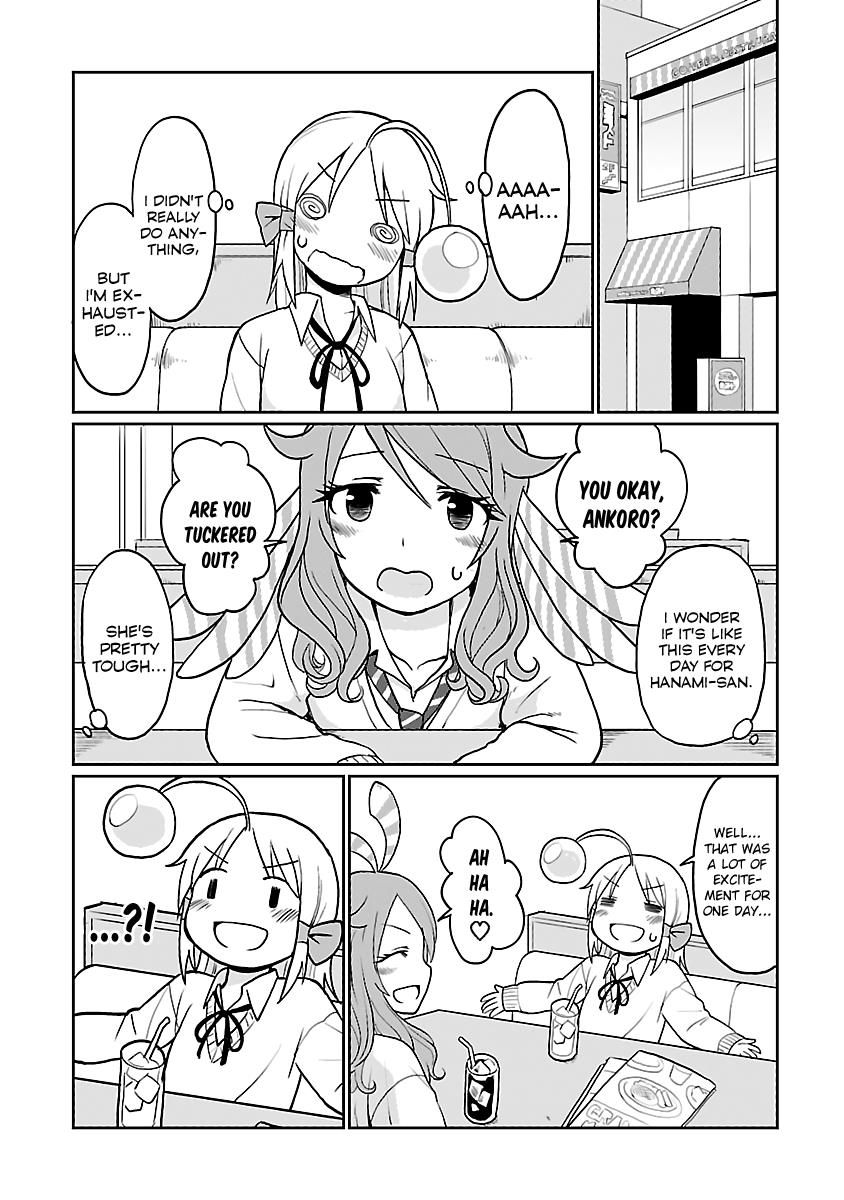 COFFEE RESTAURA
AAAA-
AAH...
I DIDN'T
REALLY
DO ANY-
THING,
BUT
I'M EX-
HAUST-
ED...
YOU OKAY,
ANKORO?
ARE YOU
TUCKERED
OUT?
I WONDER
IF IT'S LIKE
THIS EVERY
DAY FOR
HANAMI-SAN.
SHE'S
PRETTY
TOUGH...
WELL...
THAT WAS
A LOT OF
EXCITE-
MENT FOR
ONE DAY...
AH
HA
HA.
♡
...?!